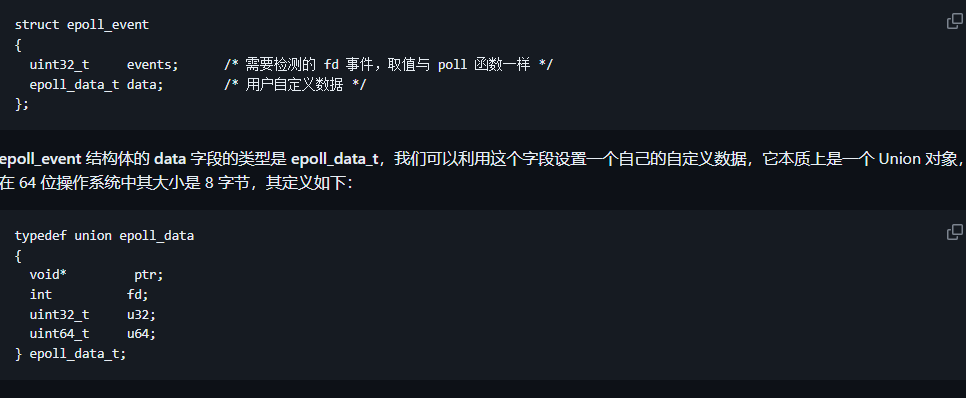 struct epoll_event
{
  uint32_t     events;      /* 需要检测的 fd 事件，取值与 poll 函数一样 */
  epoll_data_t data;        /* 用户自定义数据 */
};
epoll_event 结构体的 data 字段的类型是 epoll_data_t，我们可以利用这个字段设置一个自己的自定义数据，它本质上是一个 Union 对象，
在 64 位操作系统中其大小是 8 字节，其定义如下：
typedef union epoll_data
{
  void*         ptr;
  int          fd;
  uint32_t     u32;
  uint64_t     u64;
} epoll_data_t;